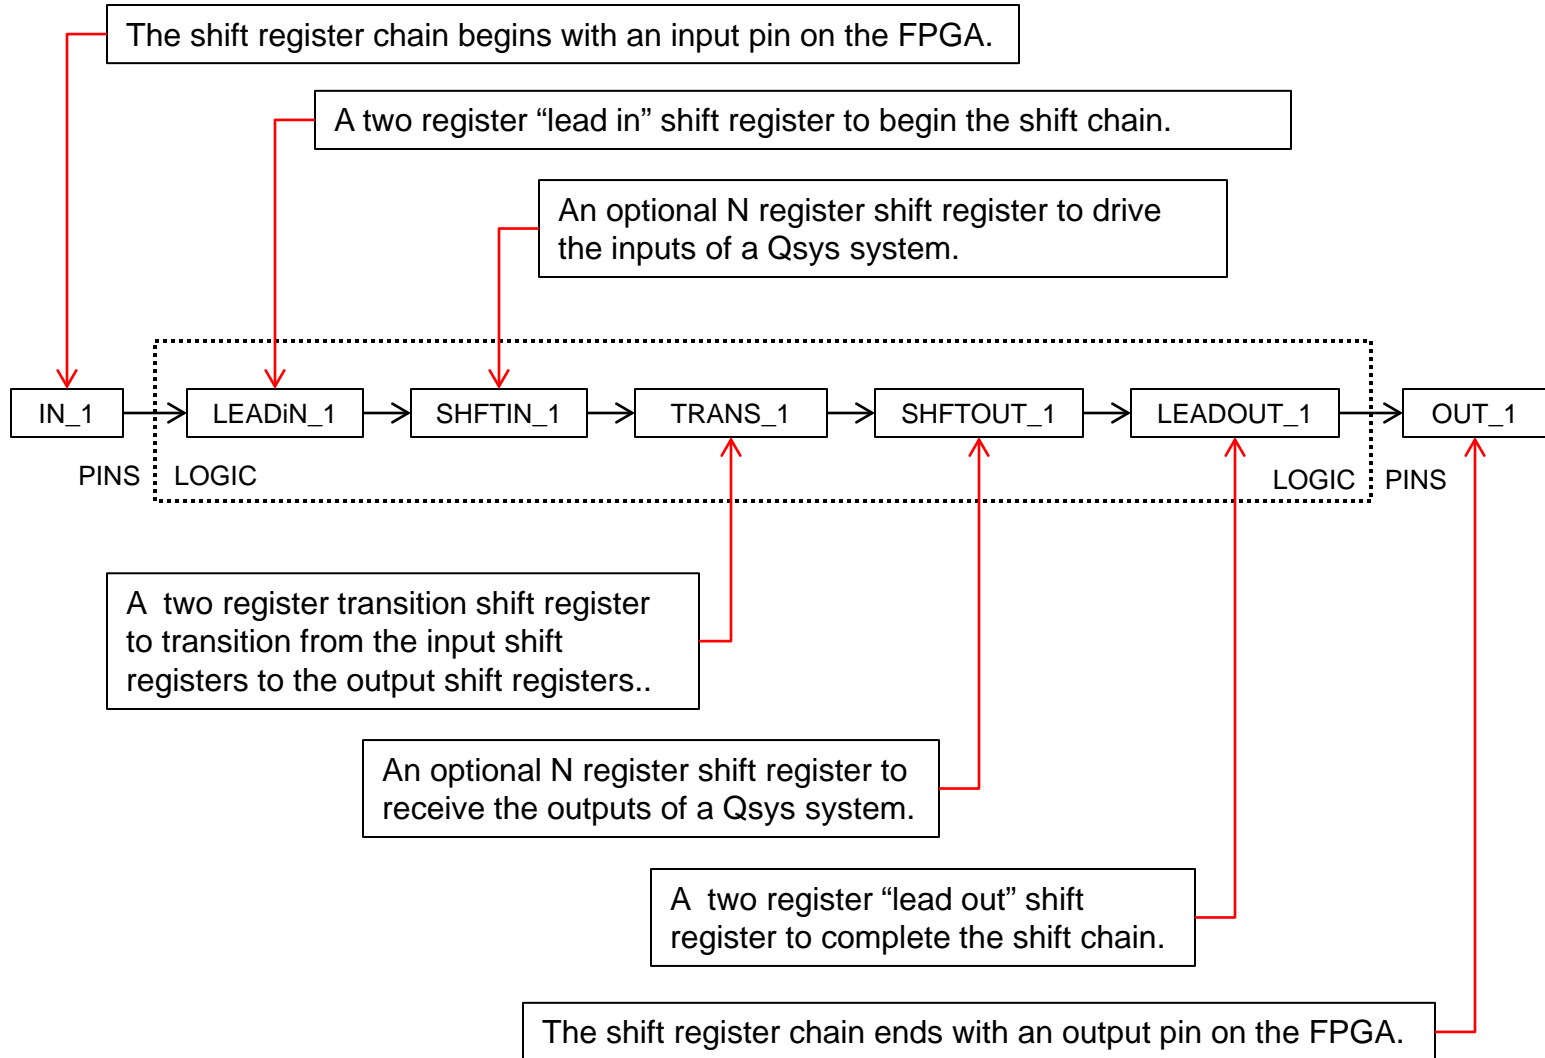 The shift register chain begins with an input pin on the FPGA.
A two register “lead in” shift register to begin the shift chain.
An optional N register shift register to drive
the inputs of a Qsys system.
IN_1
LEADiN_1
SHFTIN_1
TRANS_1
SHFTOUT_1
LEADOUT_1
OUT_1
PINS
LOGIC
LOGIC
PINS
A  two register transition shift register
to transition from the input shift
registers to the output shift registers..
An optional N register shift register to
receive the outputs of a Qsys system.
A  two register “lead out” shift
register to complete the shift chain.
The shift register chain ends with an output pin on the FPGA.